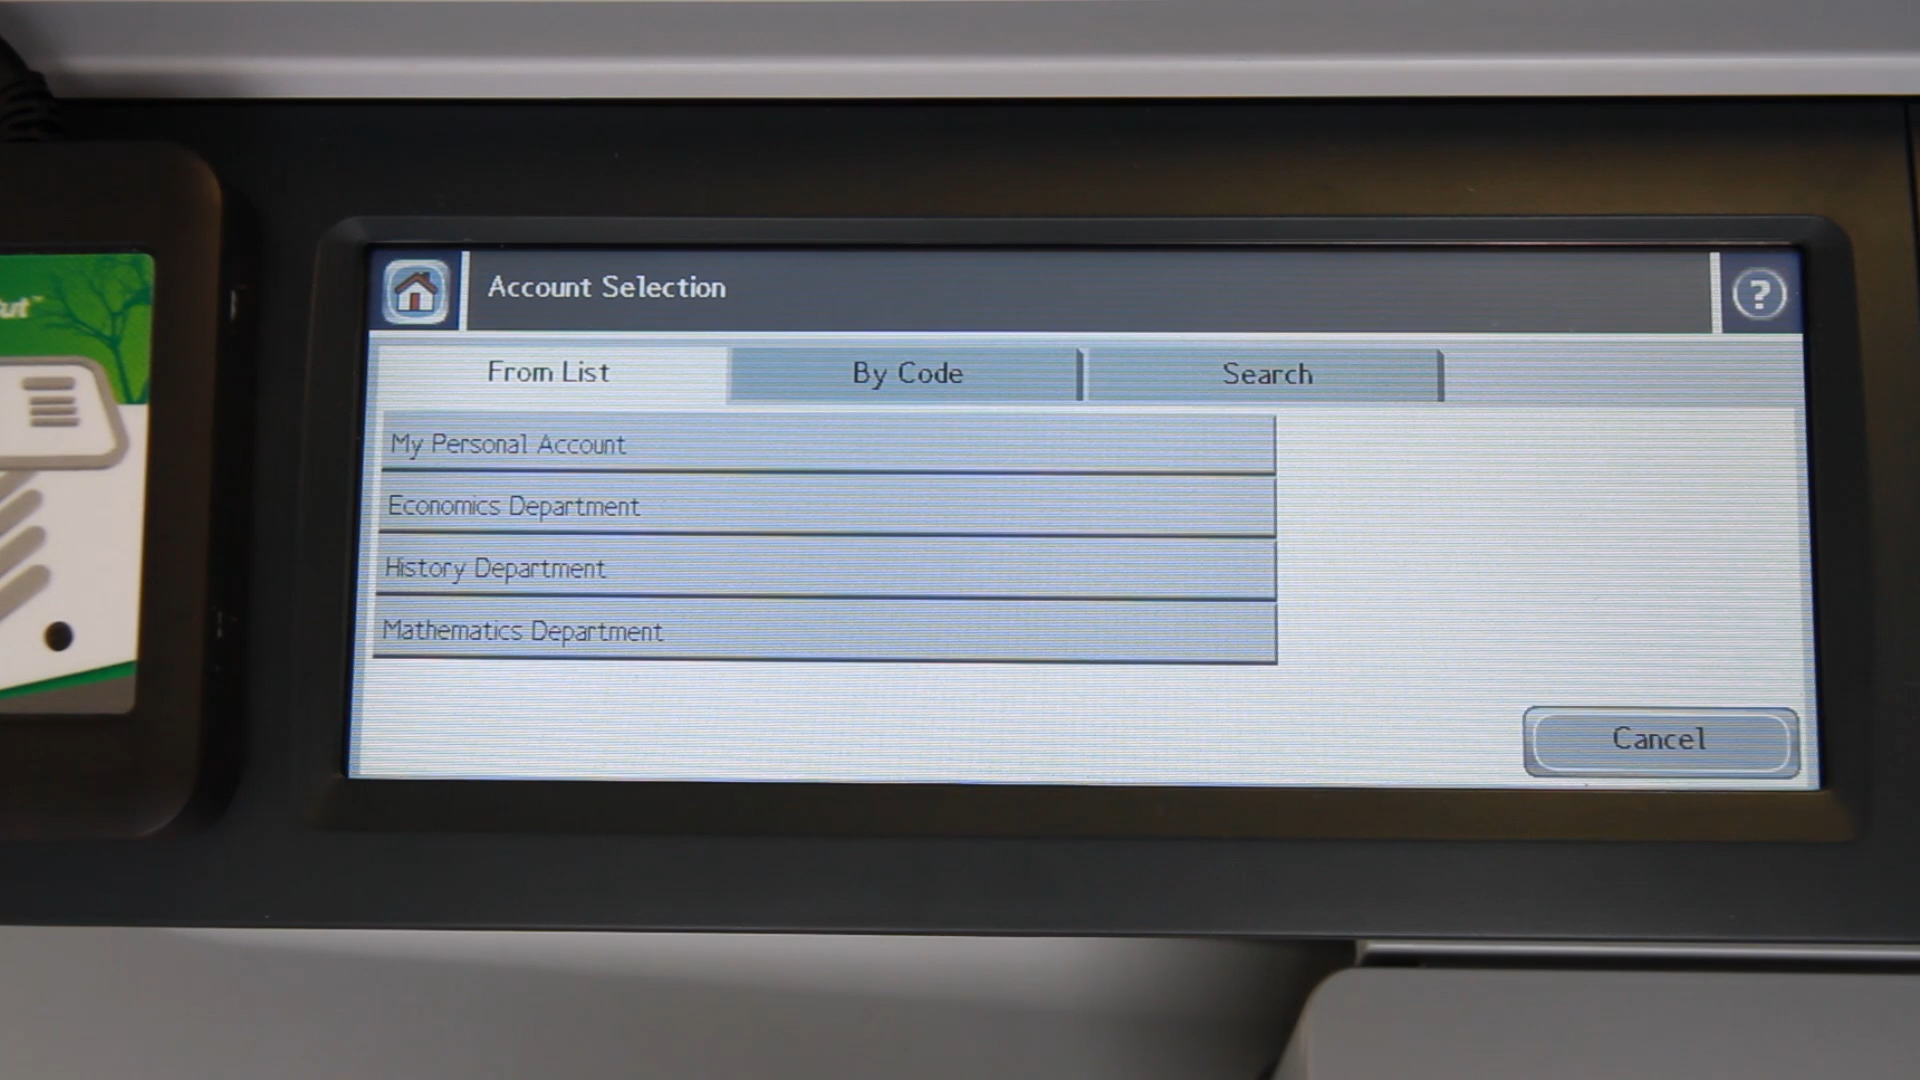 Account Selection
?
From List
By Code
Search
My Personal Account
Economics Department
History Department
Mathematics Department
Cancel